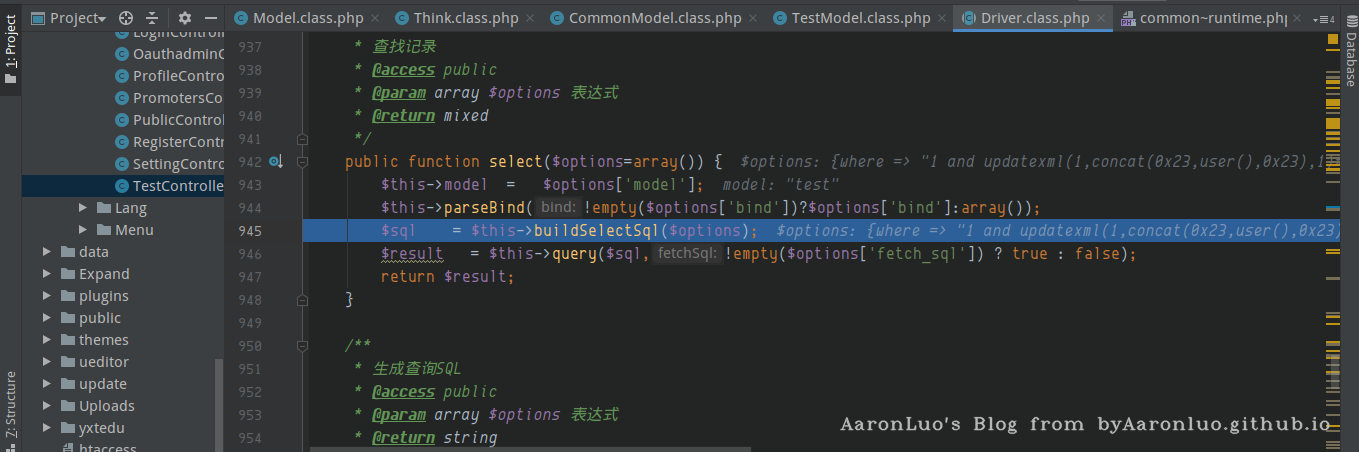 Project
Model.class.php
Think.class.php
CommonModel.class.php
TestModel.class.php
Driver.class.php
common~runtime.php
4
1: Project
Z: Structure
Database
LoginControlle
OauthadminC
ProfileContro
PromotersCo
PublicControl
RegisterContr
SettingContro
TestControlle
Lang
Menu
data
Expand
plugins
public
themes
ueditor
update
Uploads
yxtedu
htaccess
937 * 查找记录
938 * @access public
939 * @param array $options 表达式
940 * @return mixed
941 */
942 public function select($options=array()) { $options: {where => "1 and updatexml(1,concat(0x23,user(),0x23),1)
943 $this->model = $options['model']; model: "test"
944 $this->parseBind( bind: !empty($options['bind'])?$options['bind']:array());
945 $sql = $this->buildSelectSql($options); $options: {where => "1 and updatexml(1,concat(0x23,user(),0x23)
946 $result = $this->query($sql, fetchSql: !empty($options['fetch_sql']) ? true : false);
947 return $result;
948 }
949
950 /**
951 * 生成查询SQL
952 * @access public
953 * @param array $options 表达式
954 * @return string
AaronLuo's Blog from byAaronluo.github.io